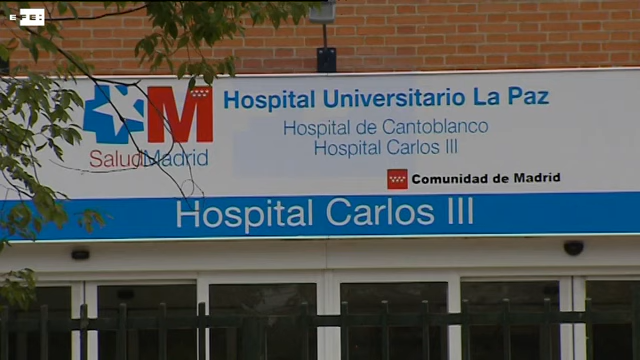 EFE:
SaludMadrid
M
Hospital Universitario La Paz
Hospital de Cantoblanco
Hospital Carlos III
Comunidad de Madrid
Hospital Carlos III